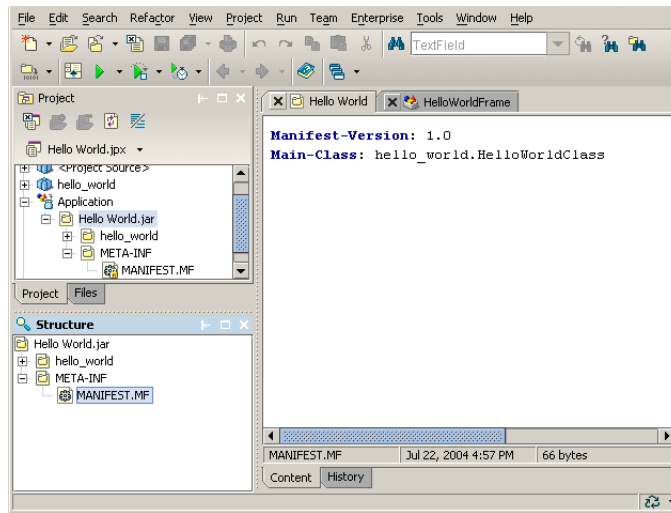 File Edit Search Refactor View Project Run Team Enterprise Tools Window Help
TextField
Project
Hello World.jpx
<Project Source>
hello_world
Application
Hello World.jar
hello_world
META-INF
MANIFEST.MF
Project Files
Structure
Hello World.jar
hello_world
META-INF
MANIFEST.MF
Hello World HelloWorldFrame
Manifest-Version: 1.0
Main-Class: hello_world.HelloWorldClass
MANIFEST.MF Jul 22, 2004 4:57 PM 66 bytes
Content History